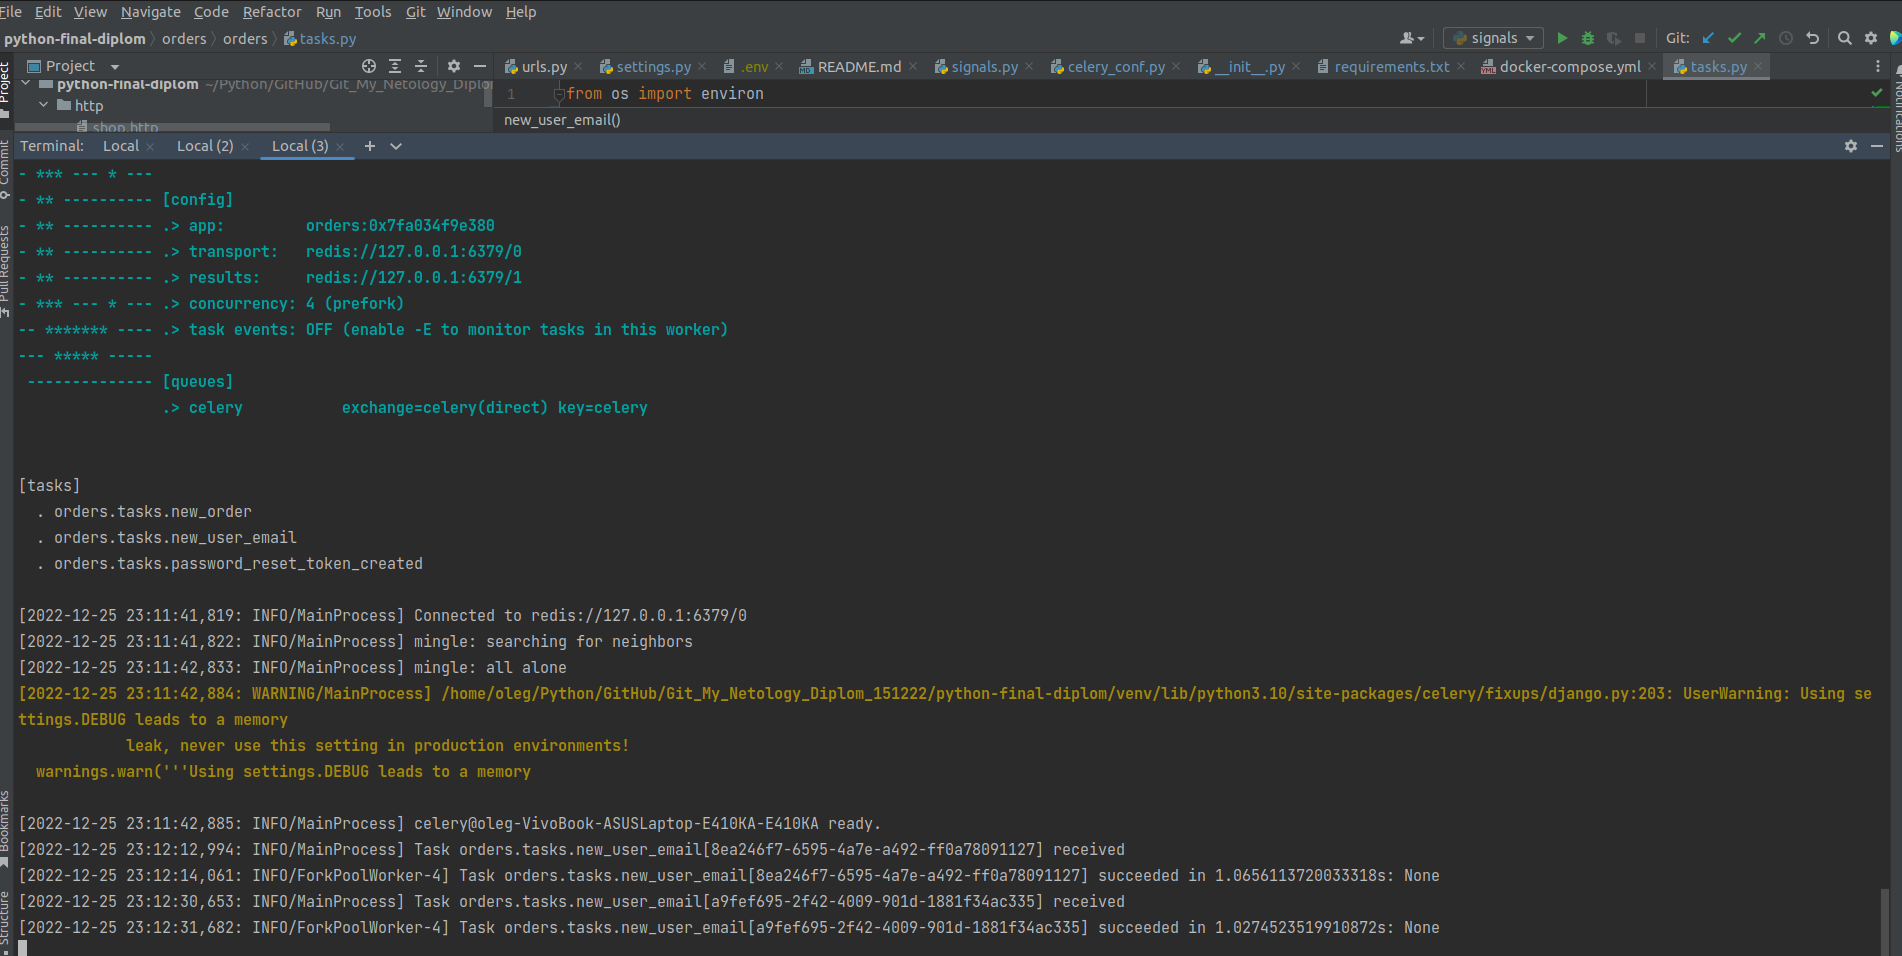 File Edit View Navigate Code Refactor Run Tools Git Window Help
python-final-diplom orders orders tasks.py signals Git:
Project urls.py settings.py .env README.md signals.py celery_conf.py __init__.py requirements.txt docker-compose.yml tasks.py
python-final-diplom ~/Python/GitHub/Git_My_Netology_Diplo
1 from os import environ
http
new_user_email()
shop.http
Terminal: Local Local (2) Local (3)
- *** --- * ---
- ** ---------- [config]
- ** ---------- .> app: orders:0x7fa034f9e380
- ** ---------- .> transport: redis://127.0.0.1:6379/0
- ** ---------- .> results: redis://127.0.0.1:6379/1
- *** --- * --- .> concurrency: 4 (prefork)
-- ******* ---- .> task events: OFF (enable -E to monitor tasks in this worker)
--- ***** -----
-------------- [queues]
.> celery exchange=celery(direct) key=celery
[tasks]
. orders.tasks.new_order
. orders.tasks.new_user_email
. orders.tasks.password_reset_token_created
[2022-12-25 23:11:41,819: INFO/MainProcess] Connected to redis://127.0.0.1:6379/0
[2022-12-25 23:11:41,822: INFO/MainProcess] mingle: searching for neighbors
[2022-12-25 23:11:42,833: INFO/MainProcess] mingle: all alone
[2022-12-25 23:11:42,884: WARNING/MainProcess] /home/oleg/Python/GitHub/Git_My_Netology_Diplom_151222/python-final-diplom/venv/lib/python3.10/site-packages/celery/fixups/django.py:203: UserWarning: Using se
ttings.DEBUG leads to a memory
leak, never use this setting in production environments!
warnings.warn('''Using settings.DEBUG leads to a memory
[2022-12-25 23:11:42,885: INFO/MainProcess] celery@oleg-VivoBook-ASUSLaptop-E410KA-E410KA ready.
[2022-12-25 23:12:12,994: INFO/MainProcess] Task orders.tasks.new_user_email[8ea246f7-6595-4a7e-a492-ff0a78091127] received
[2022-12-25 23:12:14,061: INFO/ForkPoolWorker-4] Task orders.tasks.new_user_email[8ea246f7-6595-4a7e-a492-ff0a78091127] succeeded in 1.0656113720033318s: None
[2022-12-25 23:12:30,653: INFO/MainProcess] Task orders.tasks.new_user_email[a9fef695-2f42-4009-901d-1881f34ac335] received
[2022-12-25 23:12:31,682: INFO/ForkPoolWorker-4] Task orders.tasks.new_user_email[a9fef695-2f42-4009-901d-1881f34ac335] succeeded in 1.0274523519910872s: None
Project
Commit
Pull Requests
Bookmarks
Structure
Notifications